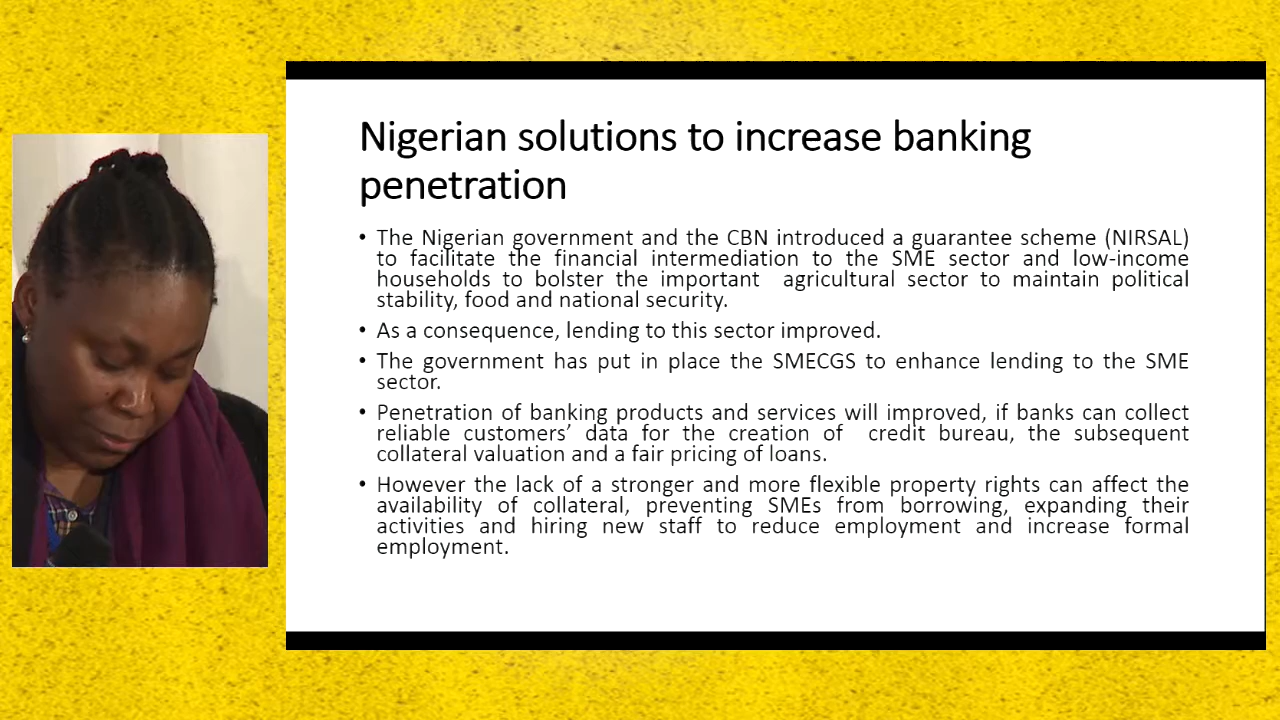 Nigerian solutions to increase banking
penetration
• The Nigerian government and the CBN introduced a guarantee scheme (NIRSAL)
to facilitate the financial intermediation to the SME sector and low-income
households to bolster the important agricultural sector to maintain political
stability, food and national security.
• As a consequence, lending to this sector improved.
• The government has put in place the SMECGS to enhance lending to the SME
sector.
• Penetration of banking products and services will improved, if banks can collect
reliable customers’ data for the creation of credit bureau, the subsequent
collateral valuation and a fair pricing of loans.
• However the lack of a stronger and more flexible property rights can affect the
availability of collateral, preventing SMEs from borrowing, expanding their
activities and hiring new staff to reduce employment and increase formal
employment.